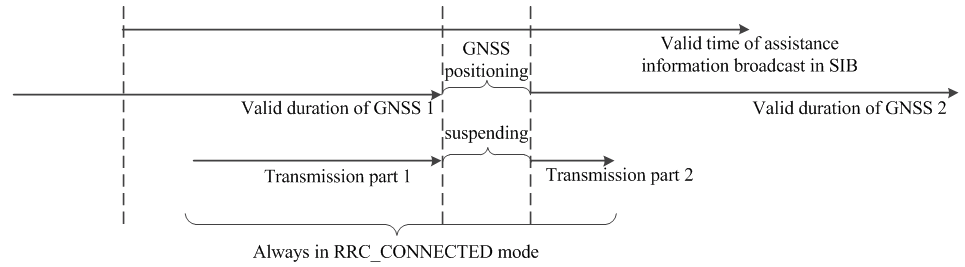 Valid time of assistance
information broadcast in SIB
GNSS
positioning
Valid duration of GNSS 1
Valid duration of GNSS 2
suspending
Transmission part 1
Transmission part 2
Always in RRC_CONNECTED mode